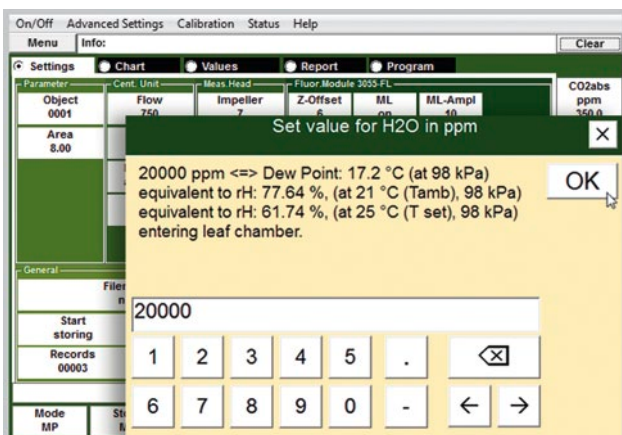 On/Off Advanced Settings Calibration Status Help
Menu Info: Clear
Settings Chart Values Report Program
Parameter Cent. Unit Meas.Head Fluor.Module 3055-FL
Object Flow Impeller Z-Offset ML ML-Ampl CO2abs
0001 750 7 6 on 10 ppm
350.0
Area
8.00
Set value for H2O in ppm
20000 ppm <=> Dew Point: 17.2 °C (at 98 kPa)
equivalent to rH: 77.64 %, (at 21 °C (Tamb), 98 kPa)
equivalent to rH: 61.74 %, (at 25 °C (T set), 98 kPa)
entering leaf chamber.
OK
General
20000
Start
storing
Records
00003
1 2 3 4 5 .
6 7 8 9 0 -
Mode
MP